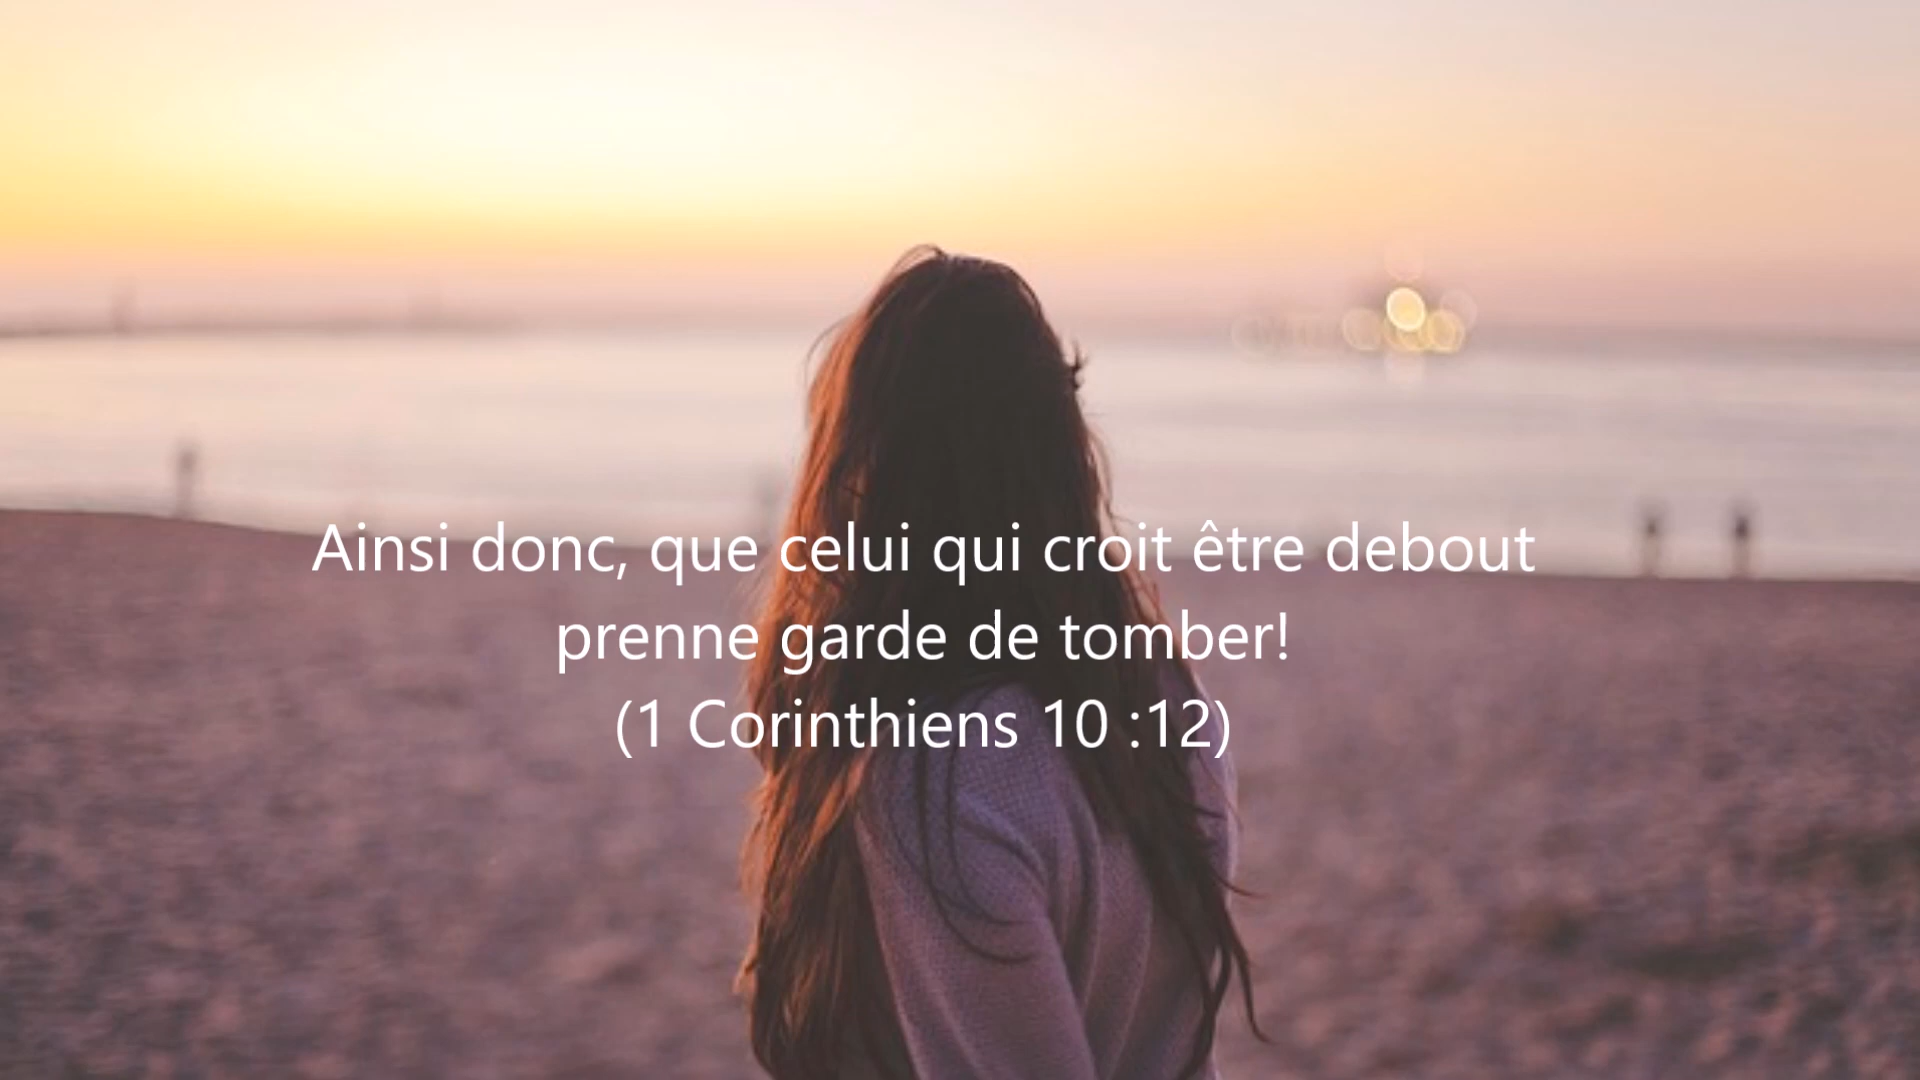 Ainsi donc, que celui qui croit être debout
prenne garde de tomber!
(1 Corinthiens 10 :12)